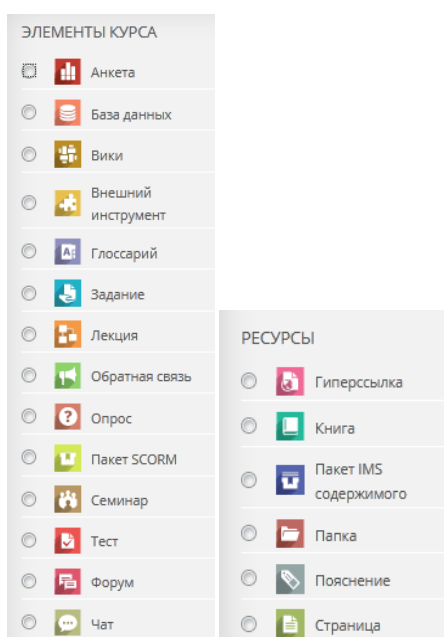 ЭЛЕМЕНТЫ КУРСА
Анкета
База данных
Вики
Внешний
инструмент
Глоссарий
Задание
Лекция
Обратная связь
Опрос
Пакет SCORM
Семинар
Тест
Форум
Чат
РЕСУРСЫ
Гиперссылка
Книга
Пакет IMS
содержимого
Папка
Пояснение
Страница